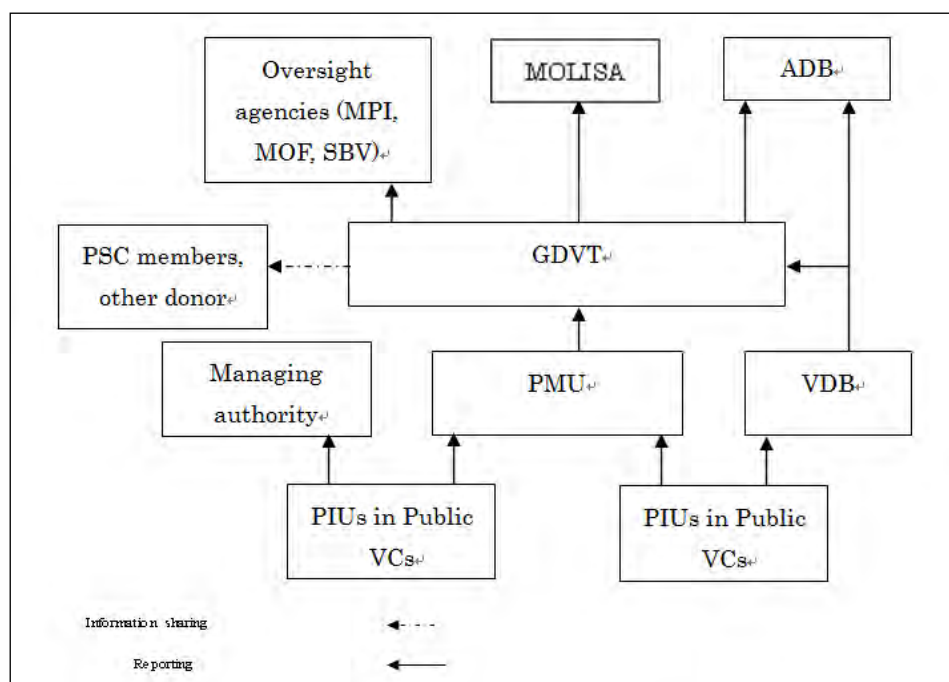 Oversight
agencies (MPI,
MOF, SBV)
MOLISA
ADB
PSC members,
other donor
GDVT
Managing
authority
PMU
VDB
PIUs in Public
VCs
PIUs in Public
VCs
Information sharing
Reporting